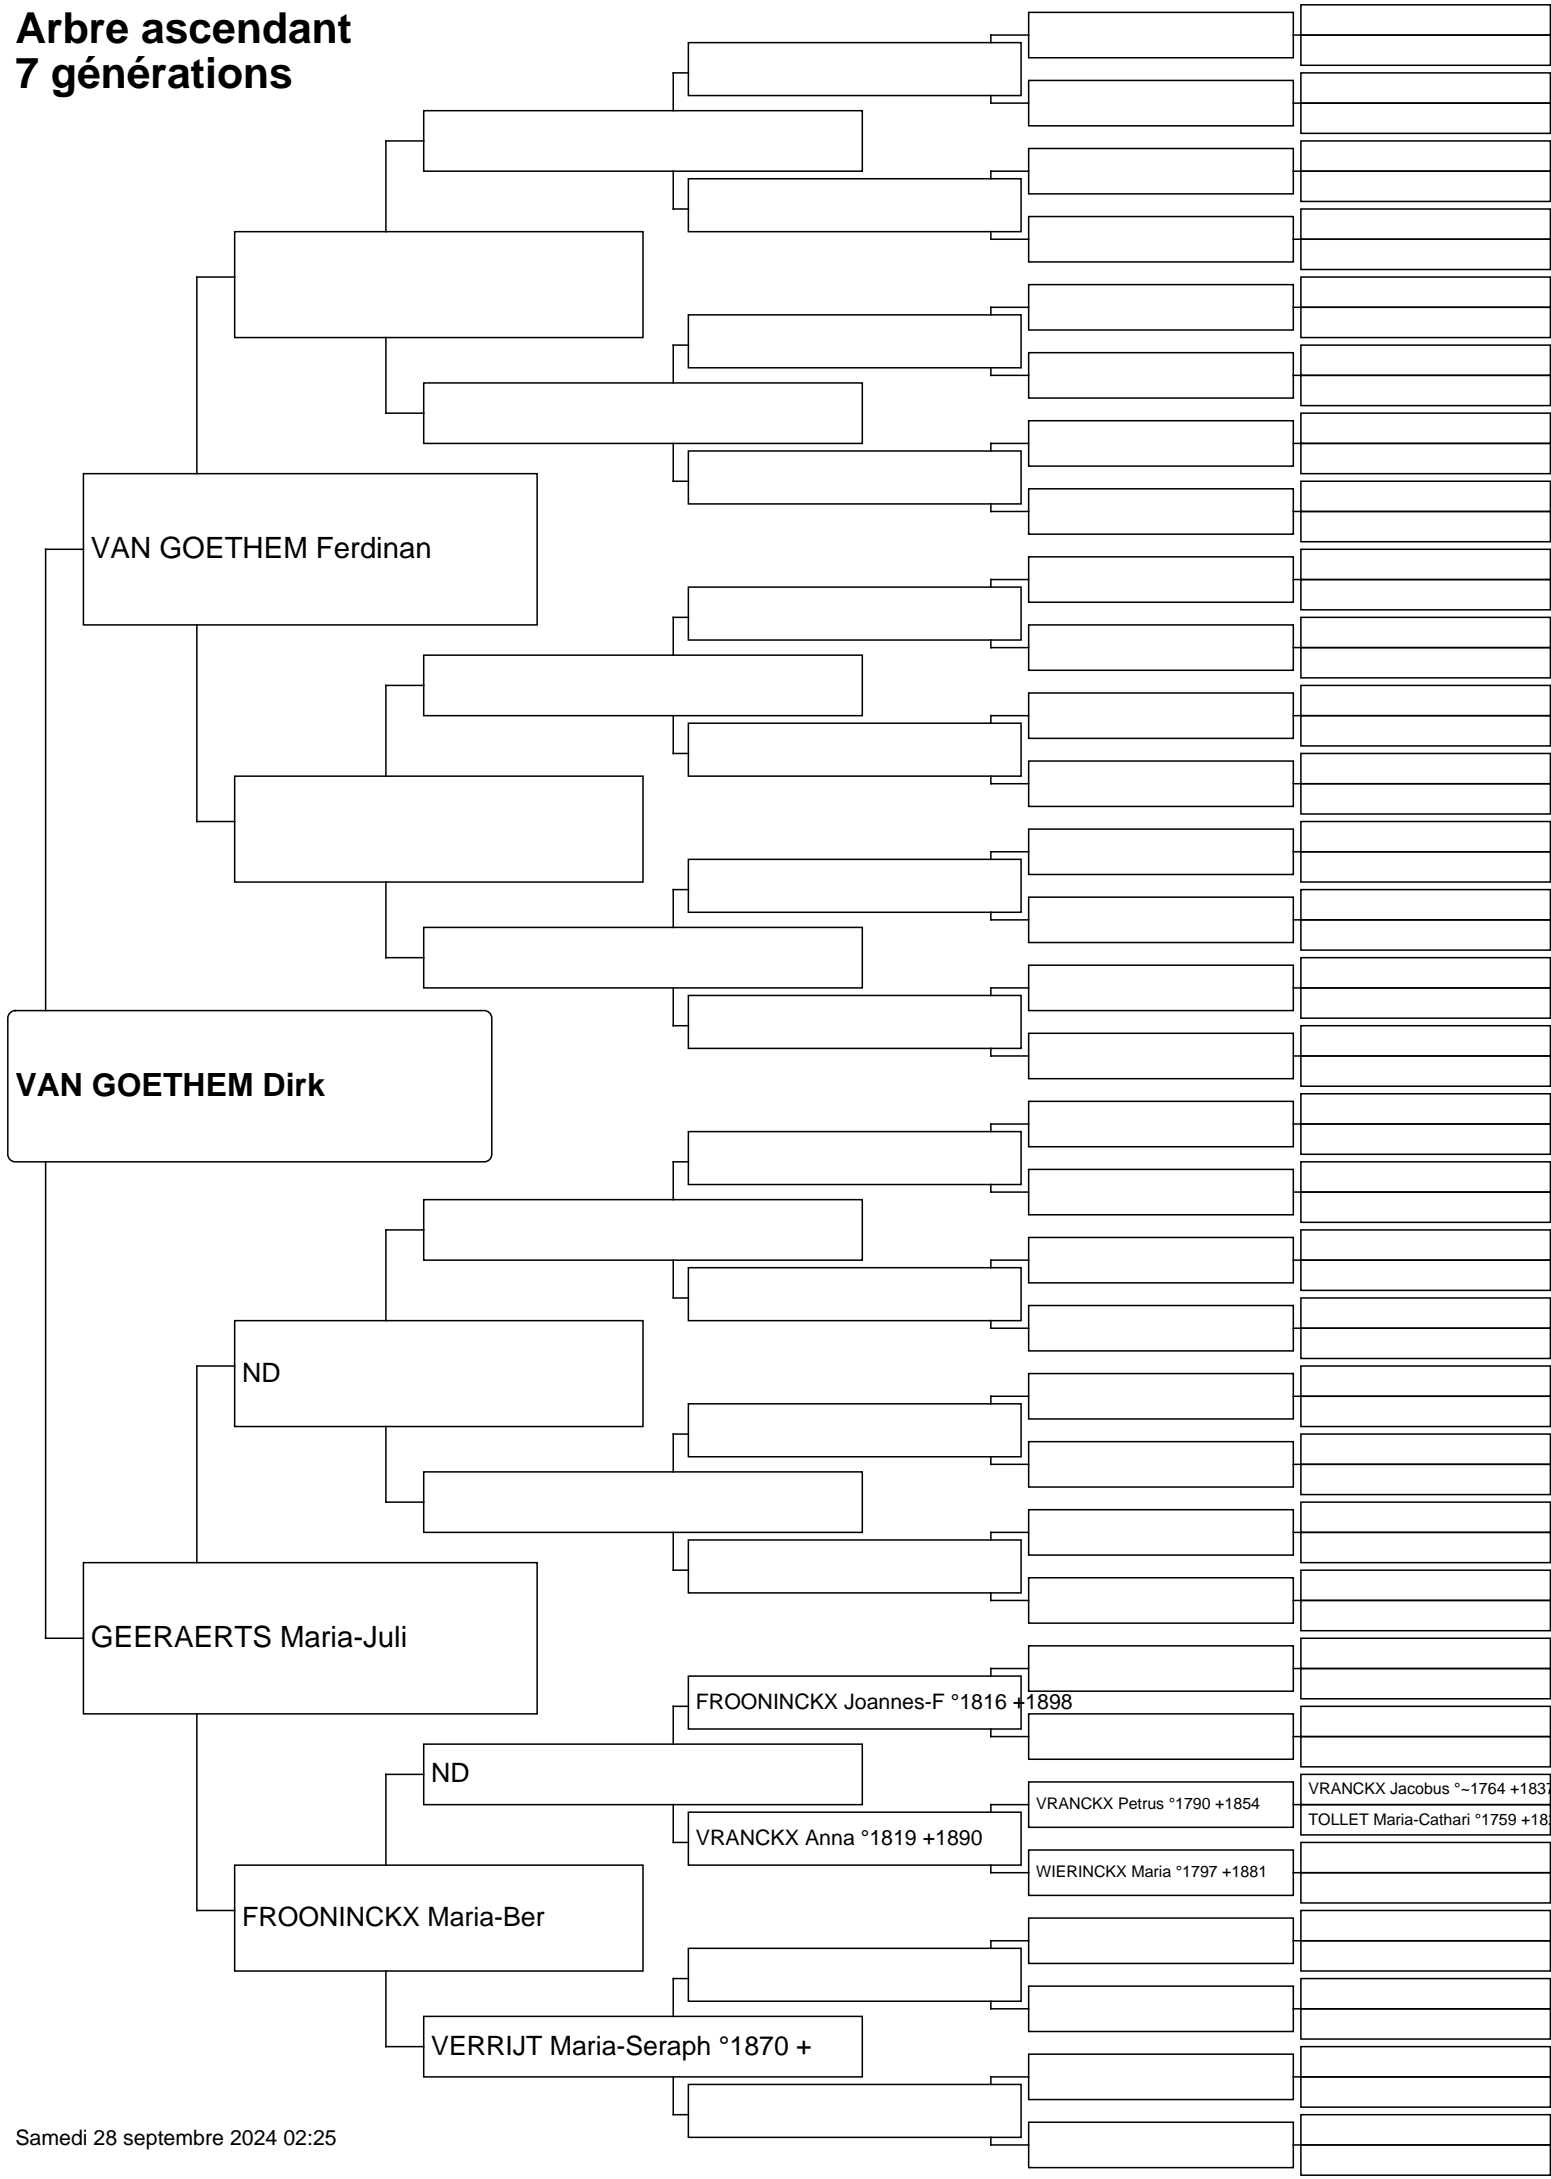 Arbre ascendant
7 générations
VAN GOETHEM Ferdinan
VAN GOETHEM Dirk
ND
GEERAERTS Maria-Juli
FROONINCKX Joannes-F °1816 +1898
ND
VRANCKX Jacobus °~1764 +1837
VRANCKX Petrus °1790 +1854
TOLLET Maria-Cathari °1759 +18
VRANCKX Anna °1819 +1890
WIERINCKX Maria °1797 +1881
FROONINCKX Maria-Ber
VERRIJT Maria-Seraph °1870 +
Samedi 28 septembre 2024 02:25